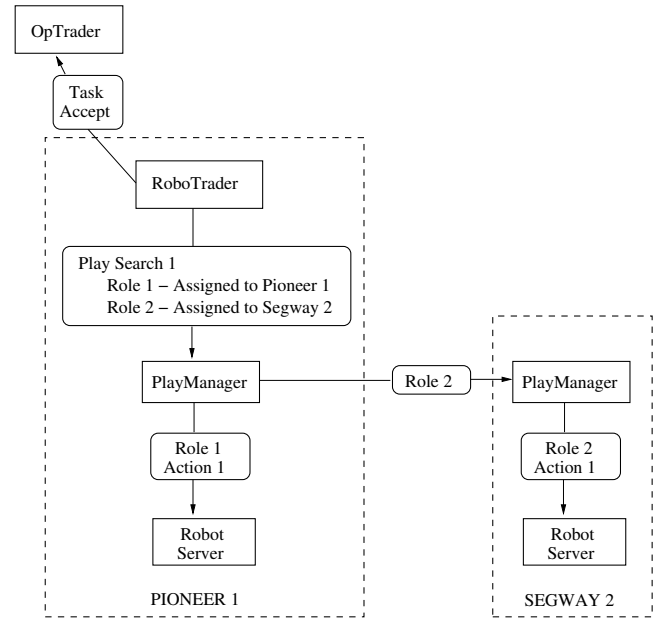 OpTrader
Task
Accept
RoboTrader
Play Search 1
Role 1 − Assigned to Pioneer 1
Role 2 − Assigned to Segway 2
PlayManager
Role 2
PlayManager
Role 1
Action 1
Role 2
Action 1
Robot
Server
Robot
Server
PIONEER 1
SEGWAY 2